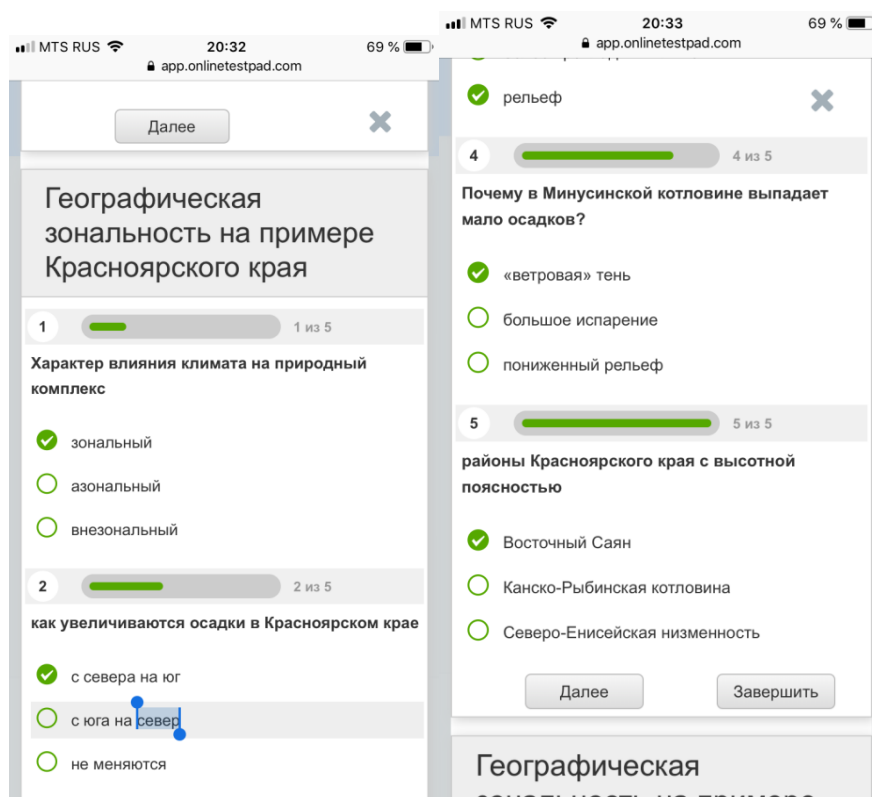 MTS RUS 20:32 69 %
app.onlinetestpad.com
Далее
Географическая
зональность на примере
Красноярского края
1 1 из 5
Характер влияния климата на природный
комплекс
зональный
азональный
внезональный
2 2 из 5
как увеличиваются осадки в Красноярском крае
с севера на юг
с юга на север
не меняются
MTS RUS 20:33 69 %
app.onlinetestpad.com
рельеф
4 4 из 5
Почему в Минусинской котловине выпадает
мало осадков?
«ветровая» тень
большое испарение
пониженный рельеф
5 5 из 5
районы Красноярского края с высотной
поясностью
Восточный Саян
Канско-Рыбинская котловина
Северо-Енисейская низменность
Далее Завершить
Географическая